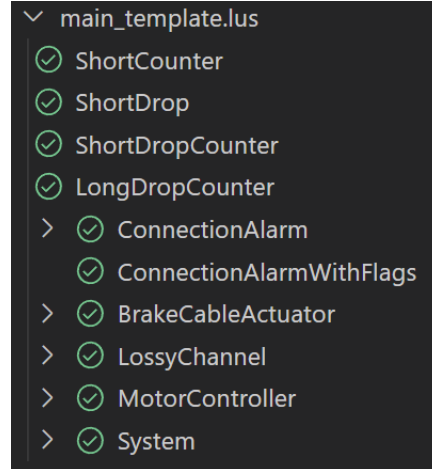 main_template.lus
ShortCounter
ShortDrop
ShortDropCounter
LongDropCounter
ConnectionAlarm
ConnectionAlarmWithFlags
BrakeCableActuator
LossyChannel
MotorController
System